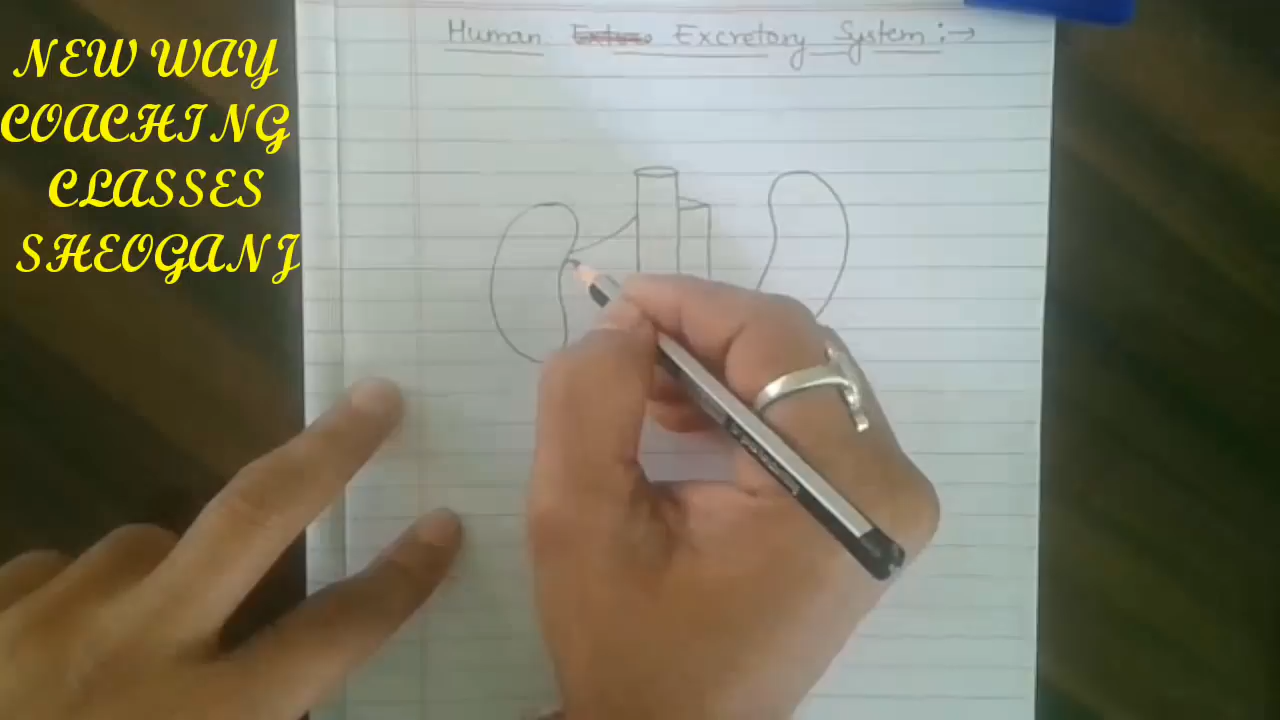 NEW WAY
COACHING
CLASSES
SHEOGANJ
Human Excretory System :→